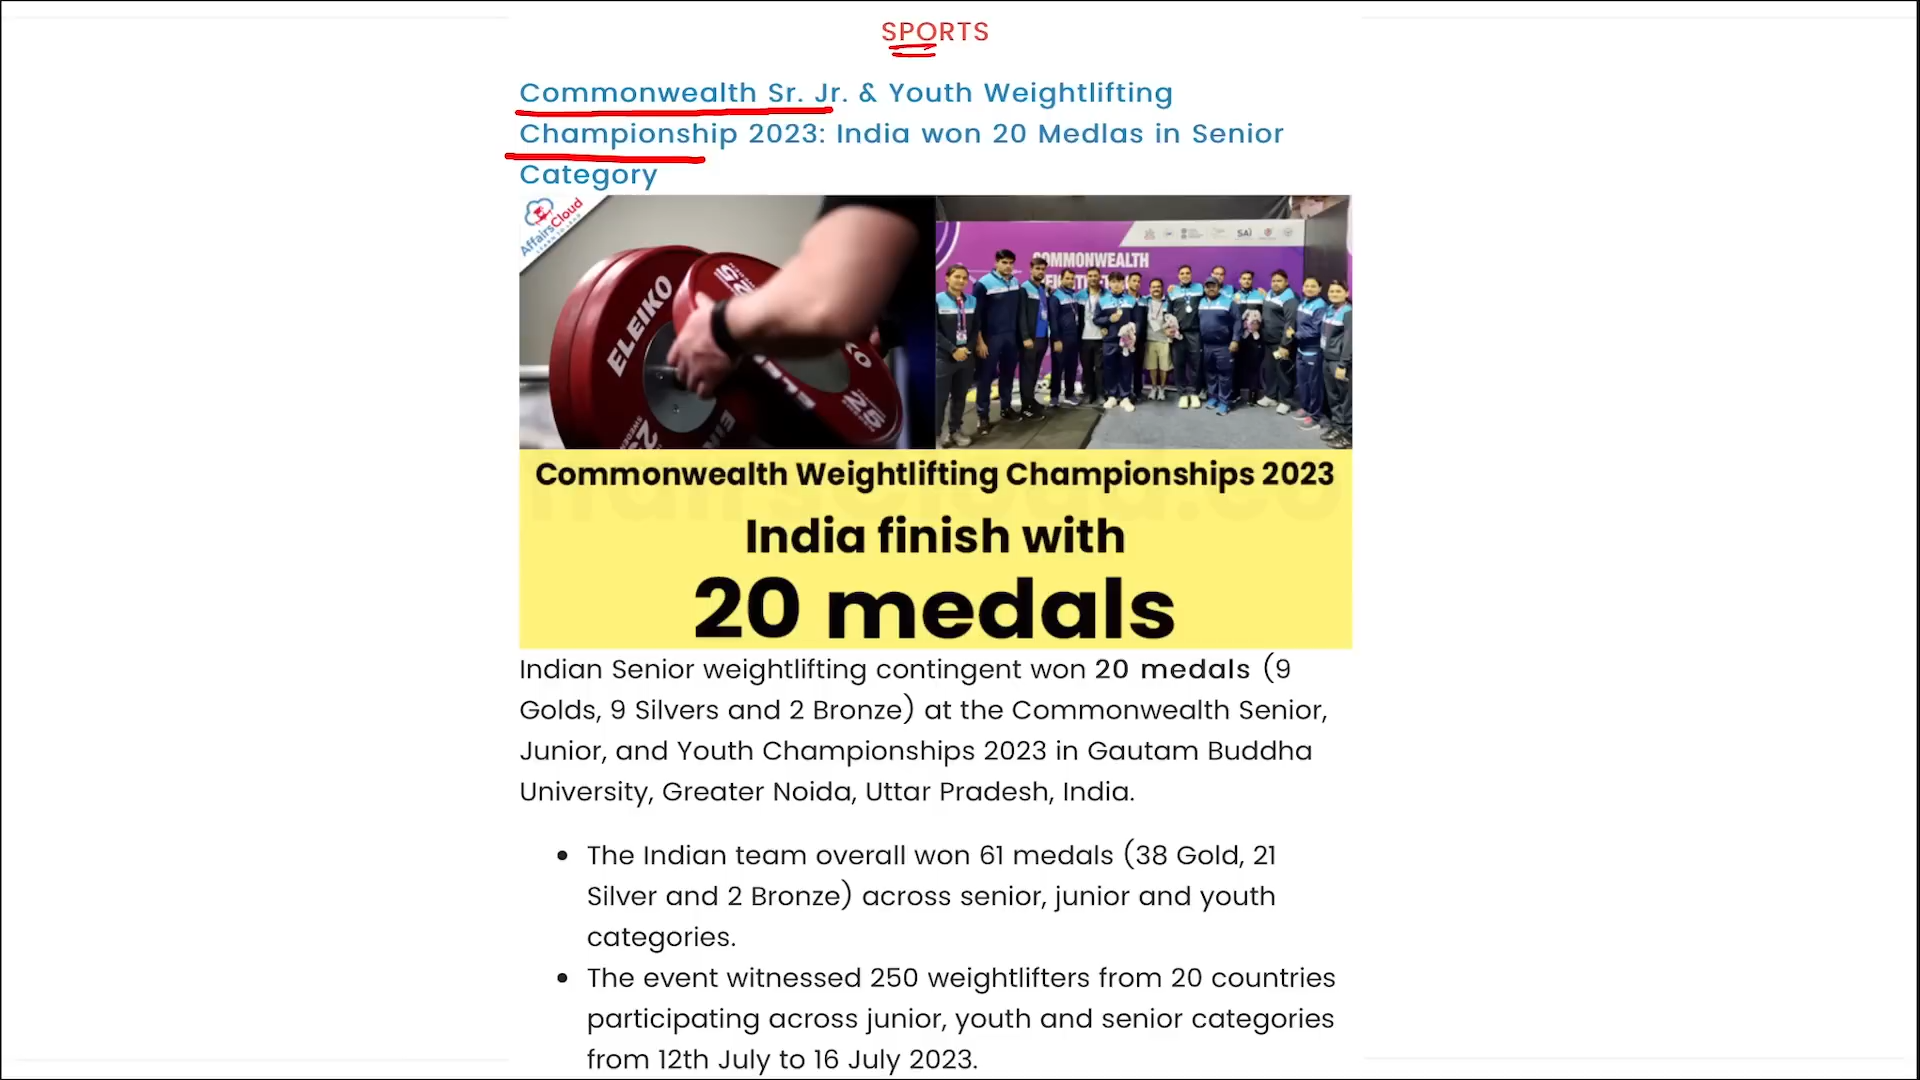 SPORTS
Commonwealth Sr. Jr. & Youth Weightlifting
Championship 2023: India won 20 Medlas in Senior
Category
AffairsCloud
ELEIKO
25
25
COMMONWEALTH
SAI
Commonwealth Weightlifting Championships 2023
India finish with
20 medals
Indian Senior weightlifting contingent won 20 medals (9
Golds, 9 Silvers and 2 Bronze) at the Commonwealth Senior,
Junior, and Youth Championships 2023 in Gautam Buddha
University, Greater Noida, Uttar Pradesh, India.
• The Indian team overall won 61 medals (38 Gold, 21
Silver and 2 Bronze) across senior, junior and youth
categories.
• The event witnessed 250 weightlifters from 20 countries
participating across junior, youth and senior categories
from 12th July to 16 July 2023.